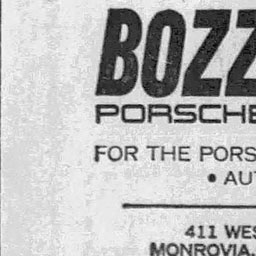 BOZZ
PORSCHE
FOR THE PORS
• AU
411 WES
MONROVIA,